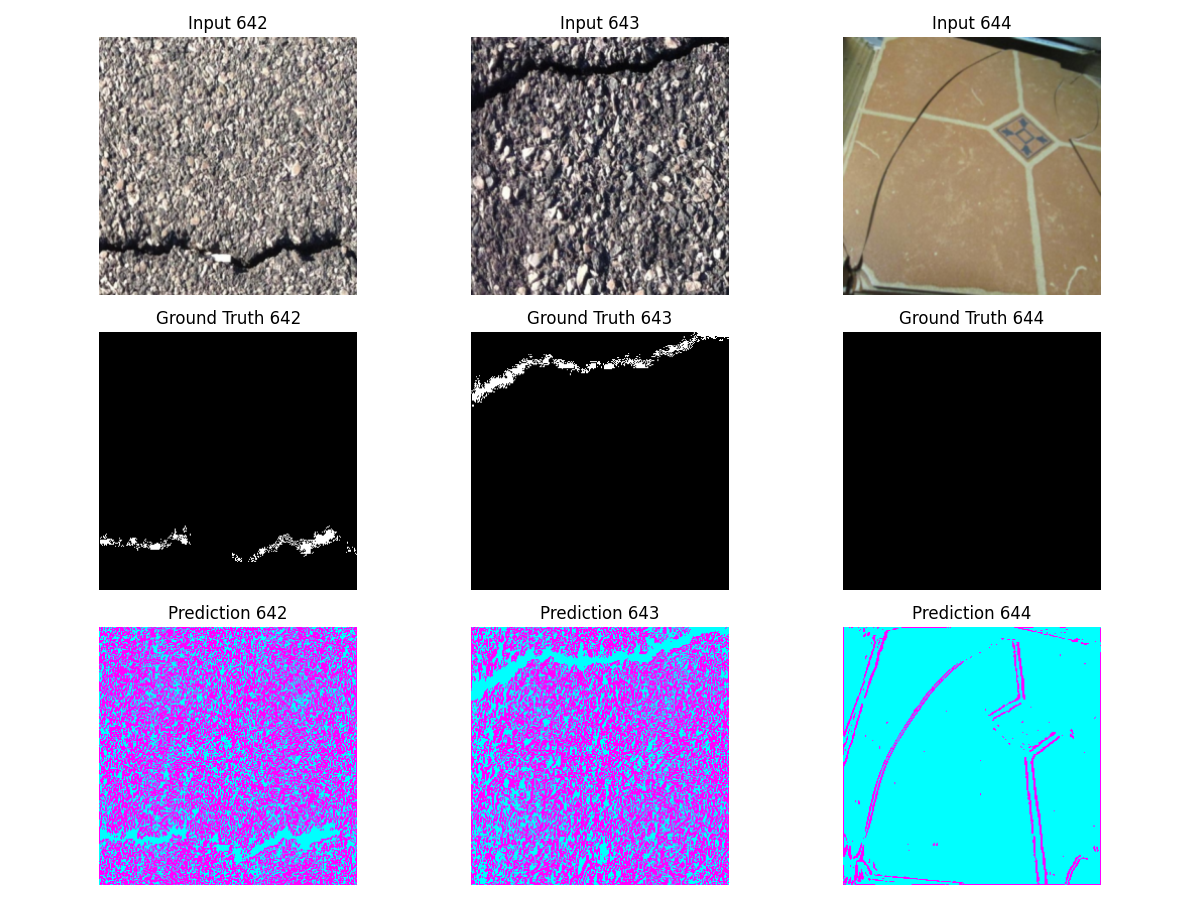 Input 642
Input 643
Input 644
Ground Truth 642
Ground Truth 643
Ground Truth 644
Prediction 642
Prediction 643
Prediction 644